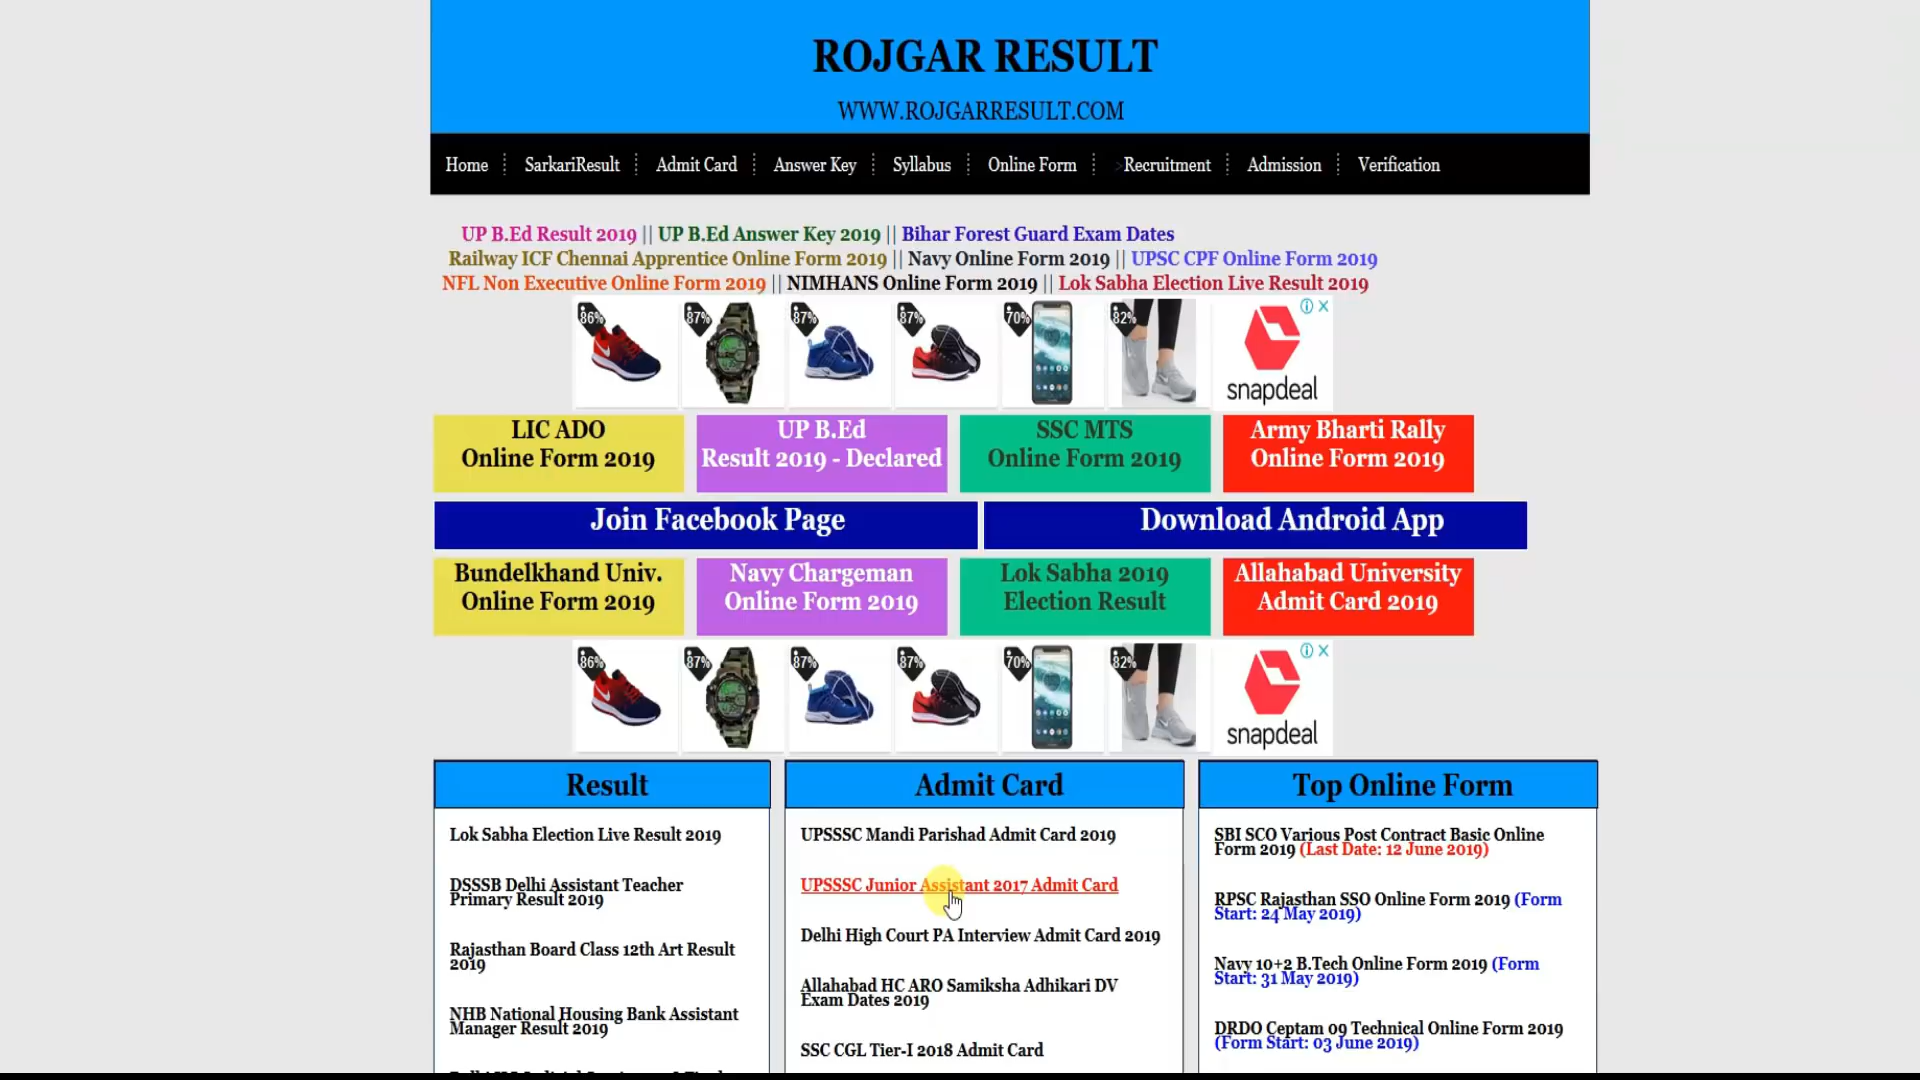 ROJGAR RESULT
WWW.ROJGARRESULT.COM
Home SarkariResult Admit Card Answer Key Syllabus Online Form >Recruitment Admission Verification
UP B.Ed Result 2019 || UP B.Ed Answer Key 2019 || Bihar Forest Guard Exam Dates
Railway ICF Chennai Apprentice Online Form 2019 || Navy Online Form 2019 || UPSC CPF Online Form 2019
NFL Non Executive Online Form 2019 || NIMHANS Online Form 2019 || Lok Sabha Election Live Result 2019
86% 87% 87% 87% 70% 82%
snapdeal
LIC ADO
Online Form 2019
UP B.Ed
Result 2019 - Declared
SSC MTS
Online Form 2019
Army Bharti Rally
Online Form 2019
Join Facebook Page
Download Android App
Bundelkhand Univ.
Online Form 2019
Navy Chargeman
Online Form 2019
Lok Sabha 2019
Election Result
Allahabad University
Admit Card 2019
86% 87% 87% 87% 70% 82%
snapdeal
Result
Lok Sabha Election Live Result 2019
DSSSB Delhi Assistant Teacher
Primary Result 2019
Rajasthan Board Class 12th Art Result
2019
NHB National Housing Bank Assistant
Manager Result 2019
Admit Card
UPSSSC Mandi Parishad Admit Card 2019
UPSSSC Junior Assistant 2017 Admit Card
Delhi High Court PA Interview Admit Card 2019
Allahabad HC ARO Samiksha Adhikari DV
Exam Dates 2019
SSC CGL Tier-I 2018 Admit Card
Top Online Form
SBI SCO Various Post Contract Basic Online
Form 2019 (Last Date: 12 June 2019)
RPSC Rajasthan SSO Online Form 2019 (Form
Start: 24 May 2019)
Navy 10+2 B.Tech Online Form 2019 (Form
Start: 31 May 2019)
DRDO Ceptam 09 Technical Online Form 2019
(Form Start: 03 June 2019)